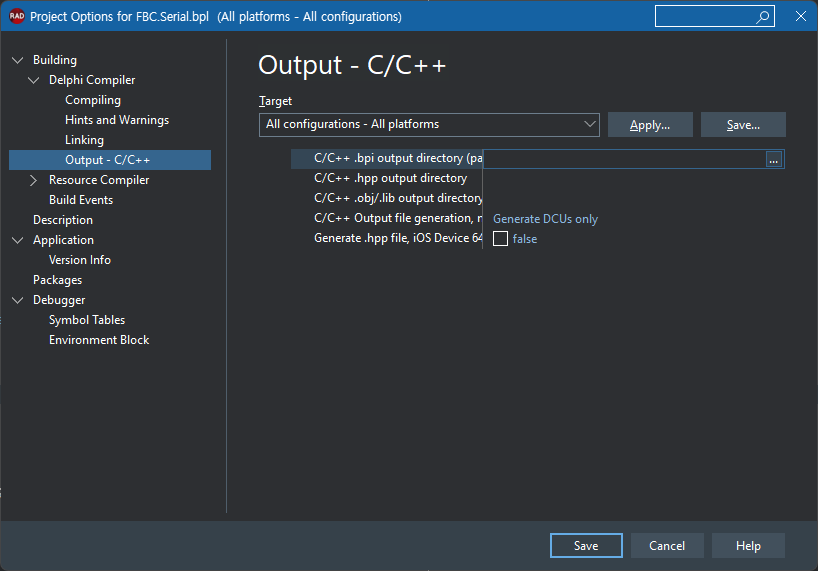 RAD Project Options for FBC.Serial.bpl (All platforms - All configurations)
Building
Delphi Compiler
Compiling
Hints and Warnings
Linking
Output - C/C++
Resource Compiler
Build Events
Description
Application
Version Info
Packages
Debugger
Symbol Tables
Environment Block
Output - C/C++
Target
All configurations - All platforms
Apply...
Save...
C/C++ .bpi output directory (pa
...
C/C++ .hpp output directory
C/C++ .obj/.lib output directory
C/C++ Output file generation, 
Generate DCUs only
Generate .hpp file, iOS Device 64
false
Save
Cancel
Help